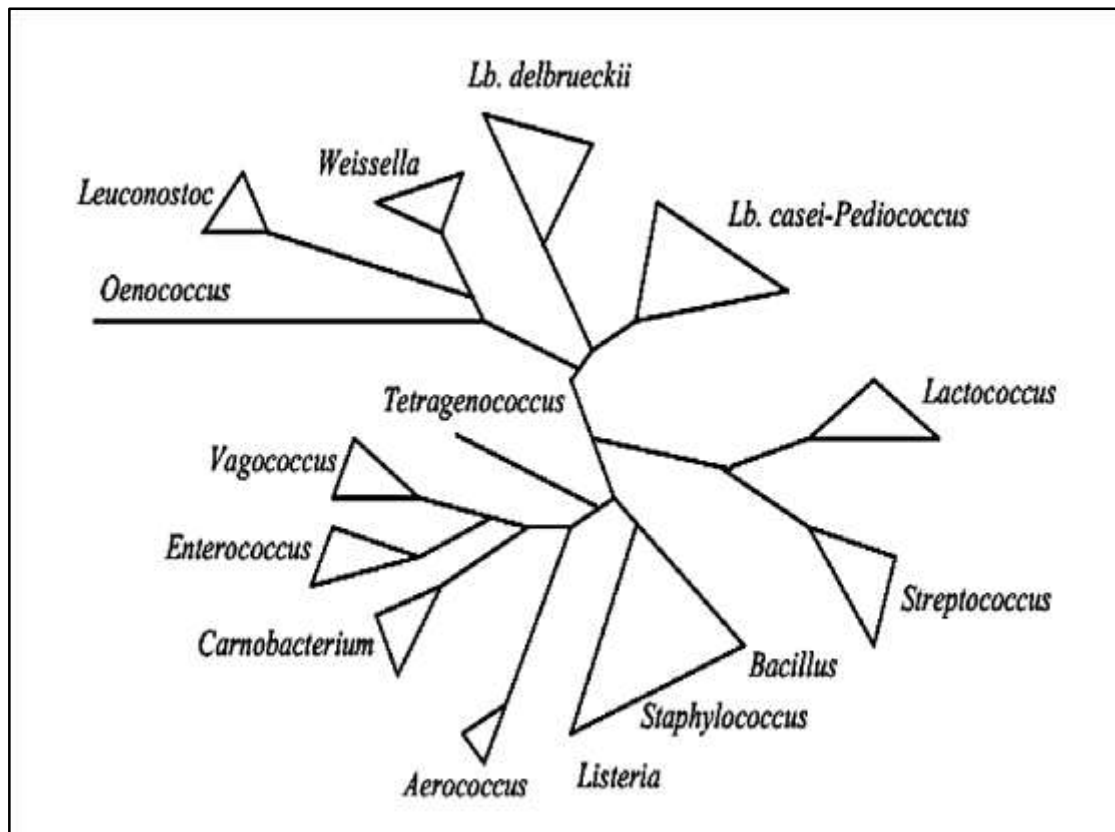 Lb. delbrueckii
Weissella
Leuconostoc
Lb. casei-Pediococcus
Oenococcus
Tetragenococcus
Lactococcus
Vagococcus
Enterococcus
Streptococcus
Carnobacterium
Bacillus
Staphylococcus
Listeria
Aerococcus